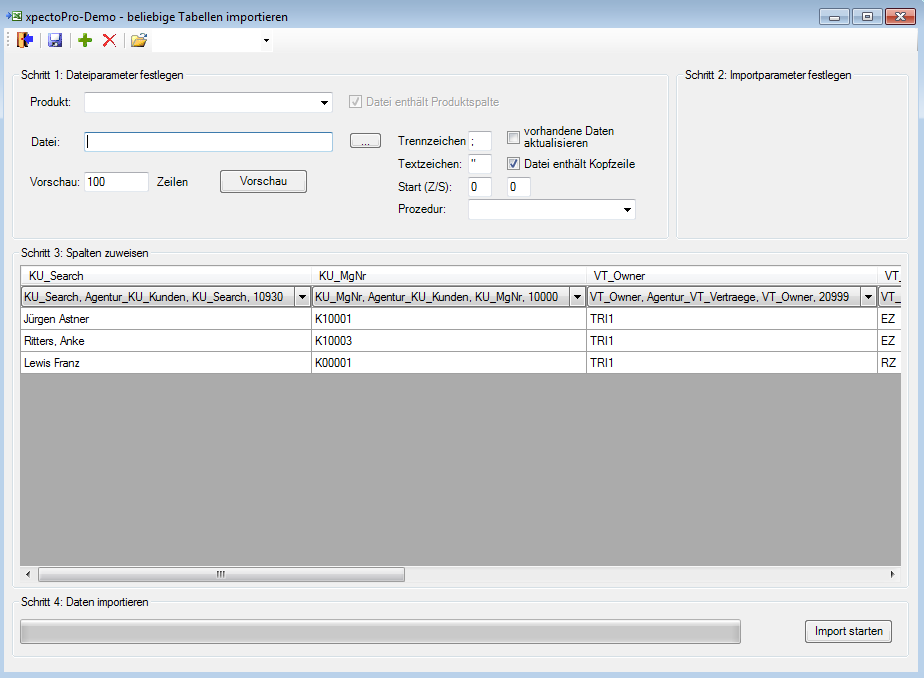 xpectoPro-Demo - beliebige Tabellen importieren
Schritt 1: Dateiparameter festlegen
Schritt 2: Importparameter festlegen
Produkt:
Datei enthält Produktspalte
Datei:
...
Trennzeichen
;
vorhandene Daten
aktualisieren
Textzeichen:
"
Datei enthält Kopfzeile
Vorschau:
100
Zeilen
Vorschau
Start (Z/S):
0
0
Prozedur:
Schritt 3: Spalten zuweisen
KU_Search
KU_MgNr
VT_Owner
VT_
KU_Search, Agentur_KU_Kunden, KU_Search, 10930
KU_MgNr, Agentur_KU_Kunden, KU_MgNr, 10000
VT_Owner, Agentur_VT_Vertraege, VT_Owner, 20999
VT_
Jürgen Astner
K10001
TRI1
EZ
Ritters, Anke
K10003
TRI1
EZ
Lewis Franz
K00001
TRI1
RZ
Schritt 4: Daten importieren
Import starten